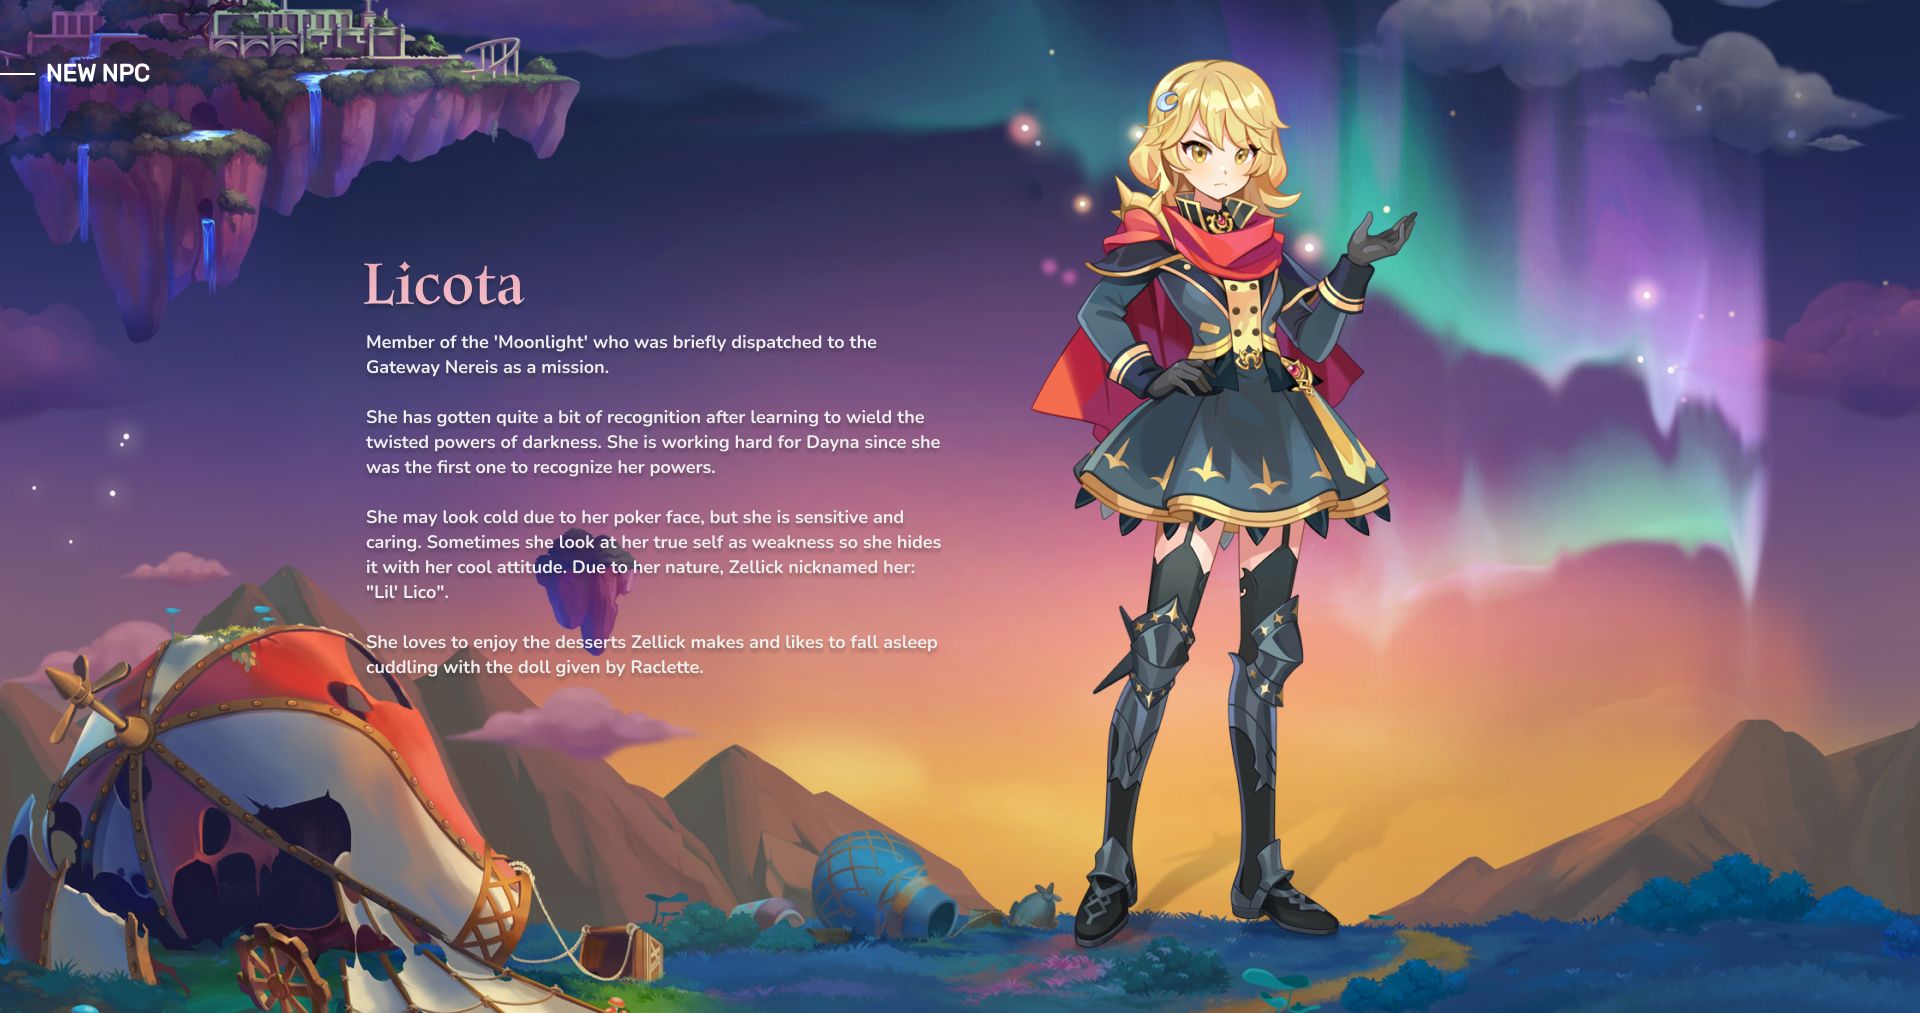 NEW NPC
Licota
Member of the 'Moonlight' who was briefly dispatched to the
Gateway Nereis as a mission.
She has gotten quite a bit of recognition after learning to wield the
twisted powers of darkness. She is working hard for Dayna since she
was the first one to recognize her powers.
She may look cold due to her poker face, but she is sensitive and
caring. Sometimes she look at her true self as weakness so she hides
it with her cool attitude. Due to her nature, Zellick nicknamed her:
"Lil' Lico".
She loves to enjoy the desserts Zellick makes and likes to fall asleep
cuddling with the doll given by Raclette.